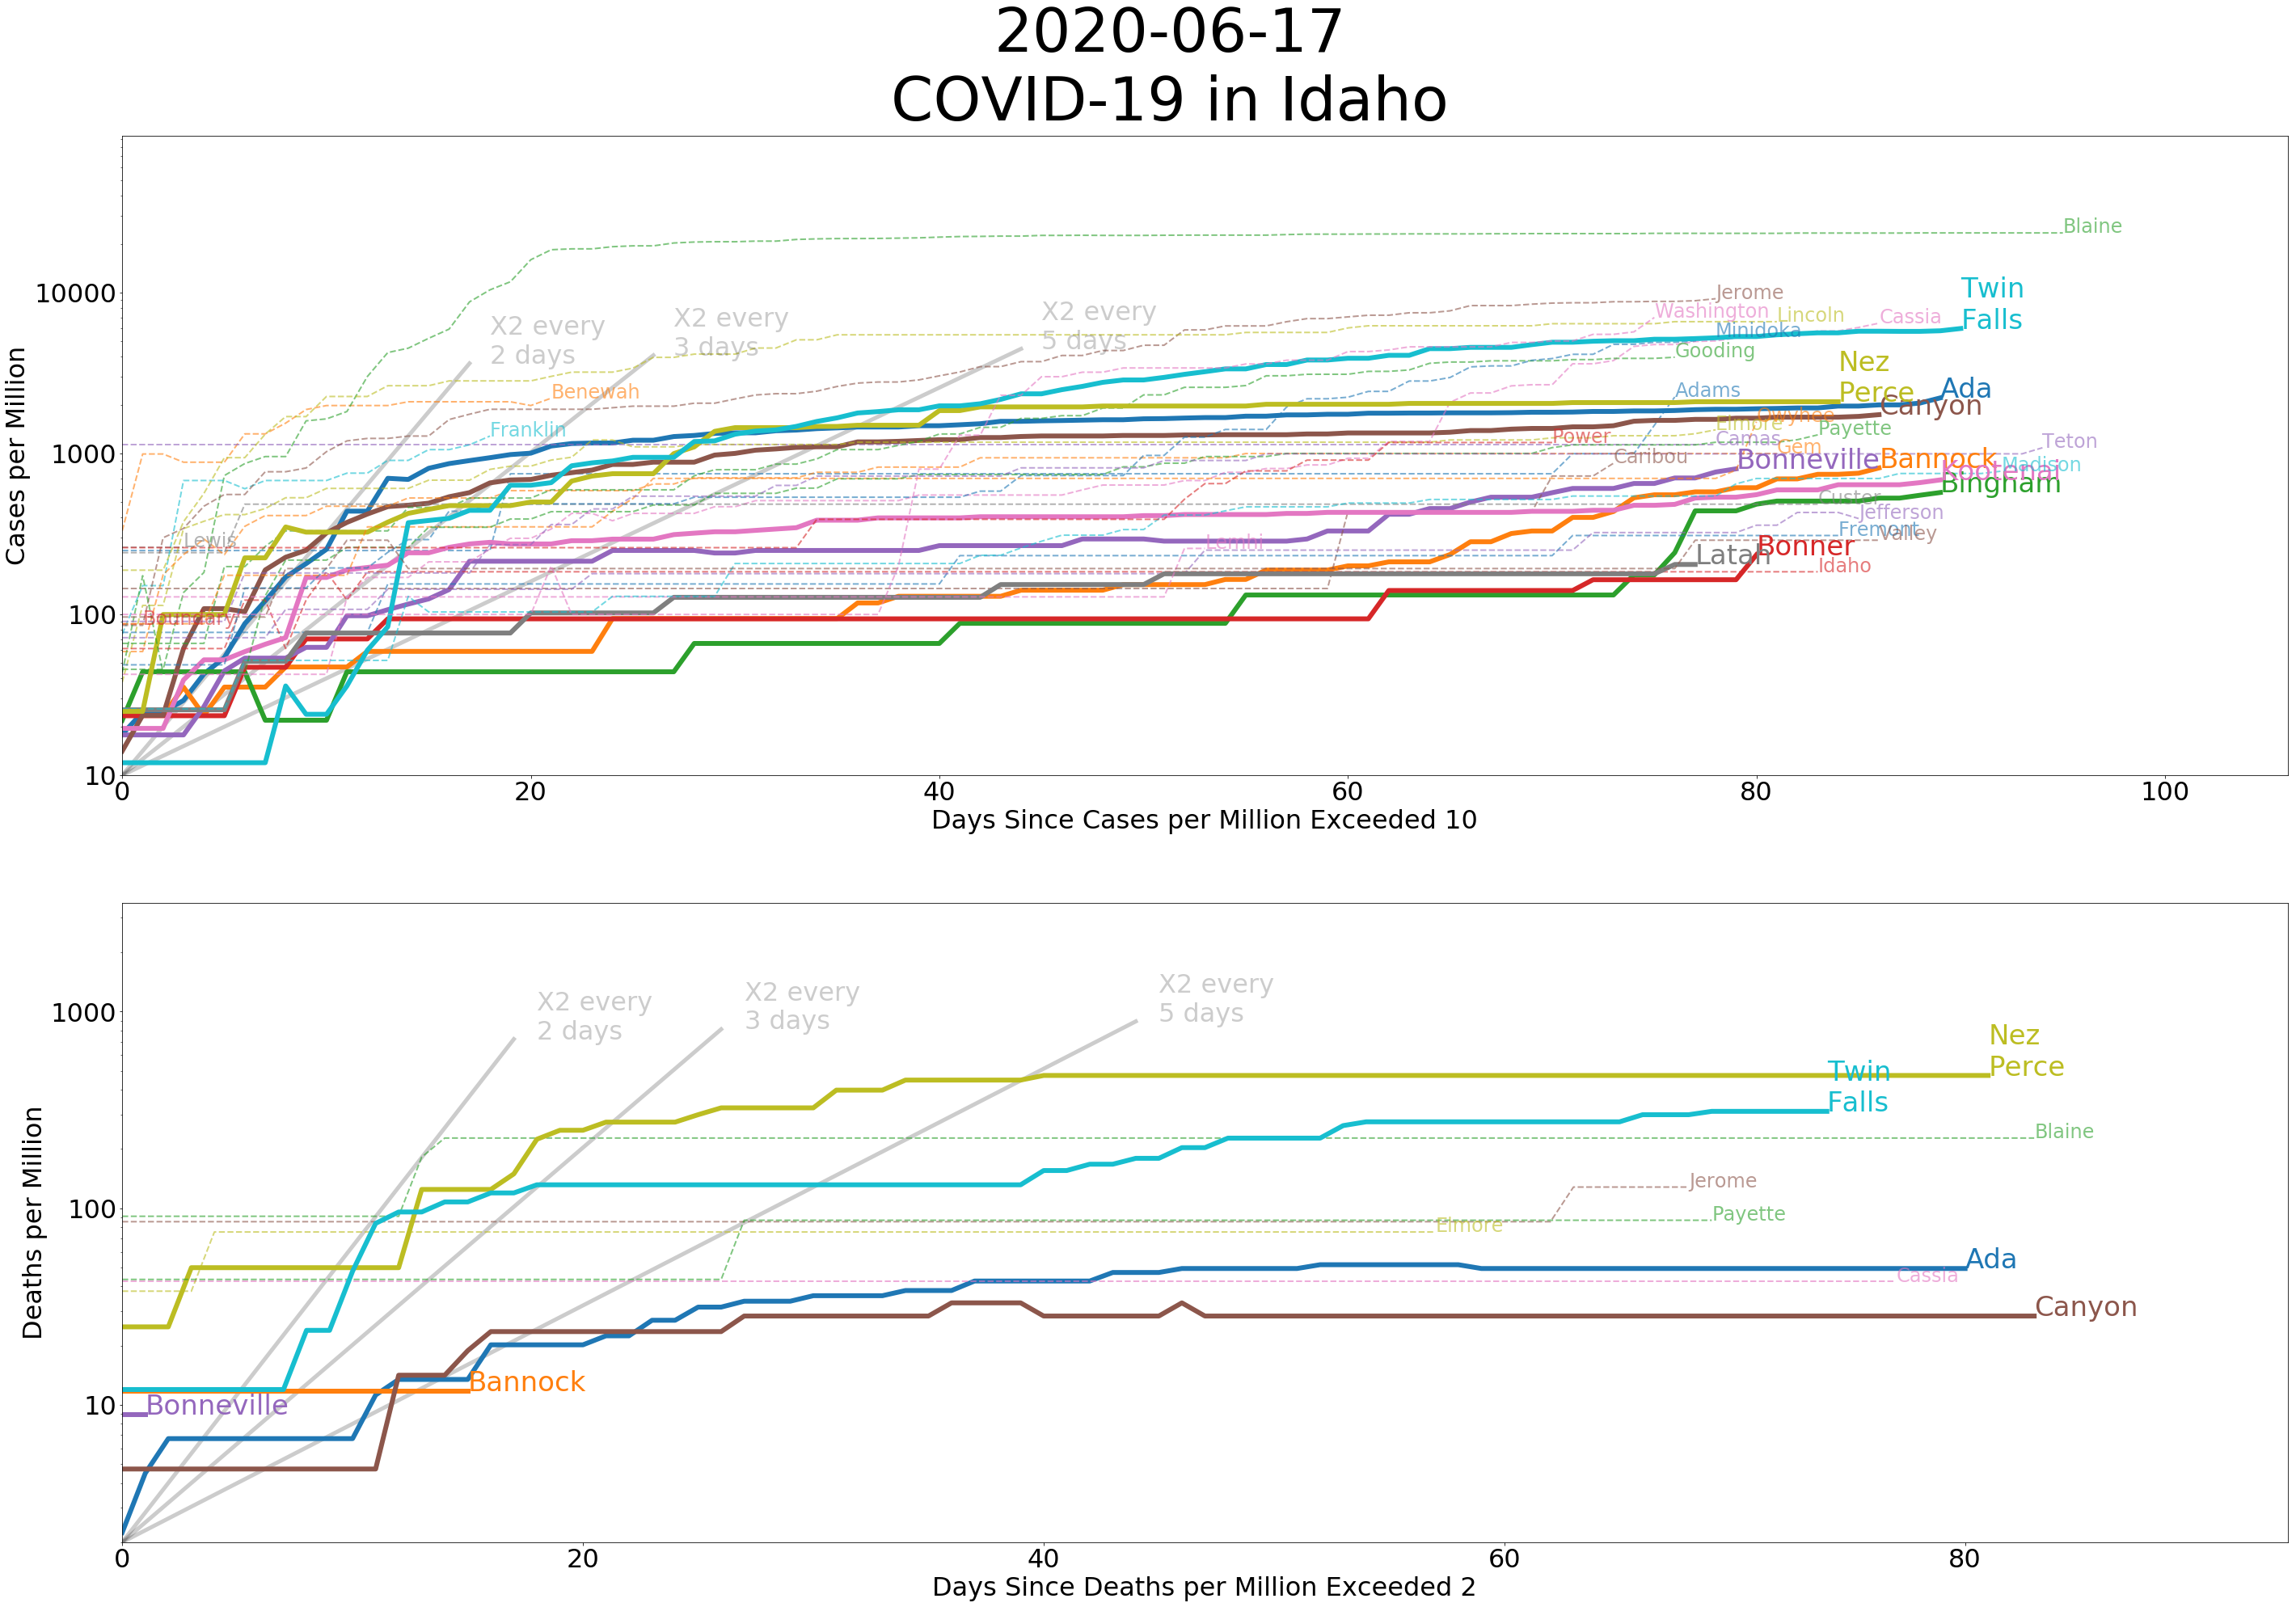 2020-06-17
COVID-19 in Idaho
Cases per Million
10000
1000
100
10
X2 every
2 days
X2 every
3 days
X2 every
5 days
Blaine
Jerome
Washington
Lincoln
Cassia
Twin
Falls
Minidoka
Gooding
Nez
Perce
Adams
Ada
Canyon
Benewah
Franklin
Owyhee
Elmore
Payette
Power
Camas
Gem
Teton
Caribou
Bonneville
Bannock
Madison
Kootenai
Bingham
Custer
Jefferson
Fremont
Valley
Lewis
Lemhi
Latah
Bonner
Idaho
Boundary
0
20
40
60
80
100
Days Since Cases per Million Exceeded 10
Deaths per Million
1000
100
10
X2 every
2 days
X2 every
3 days
X2 every
5 days
Nez
Perce
Twin
Falls
Blaine
Jerome
Payette
Elmore
Ada
Cassia
Canyon
Bannock
Bonneville
0
20
40
60
80
Days Since Deaths per Million Exceeded 2